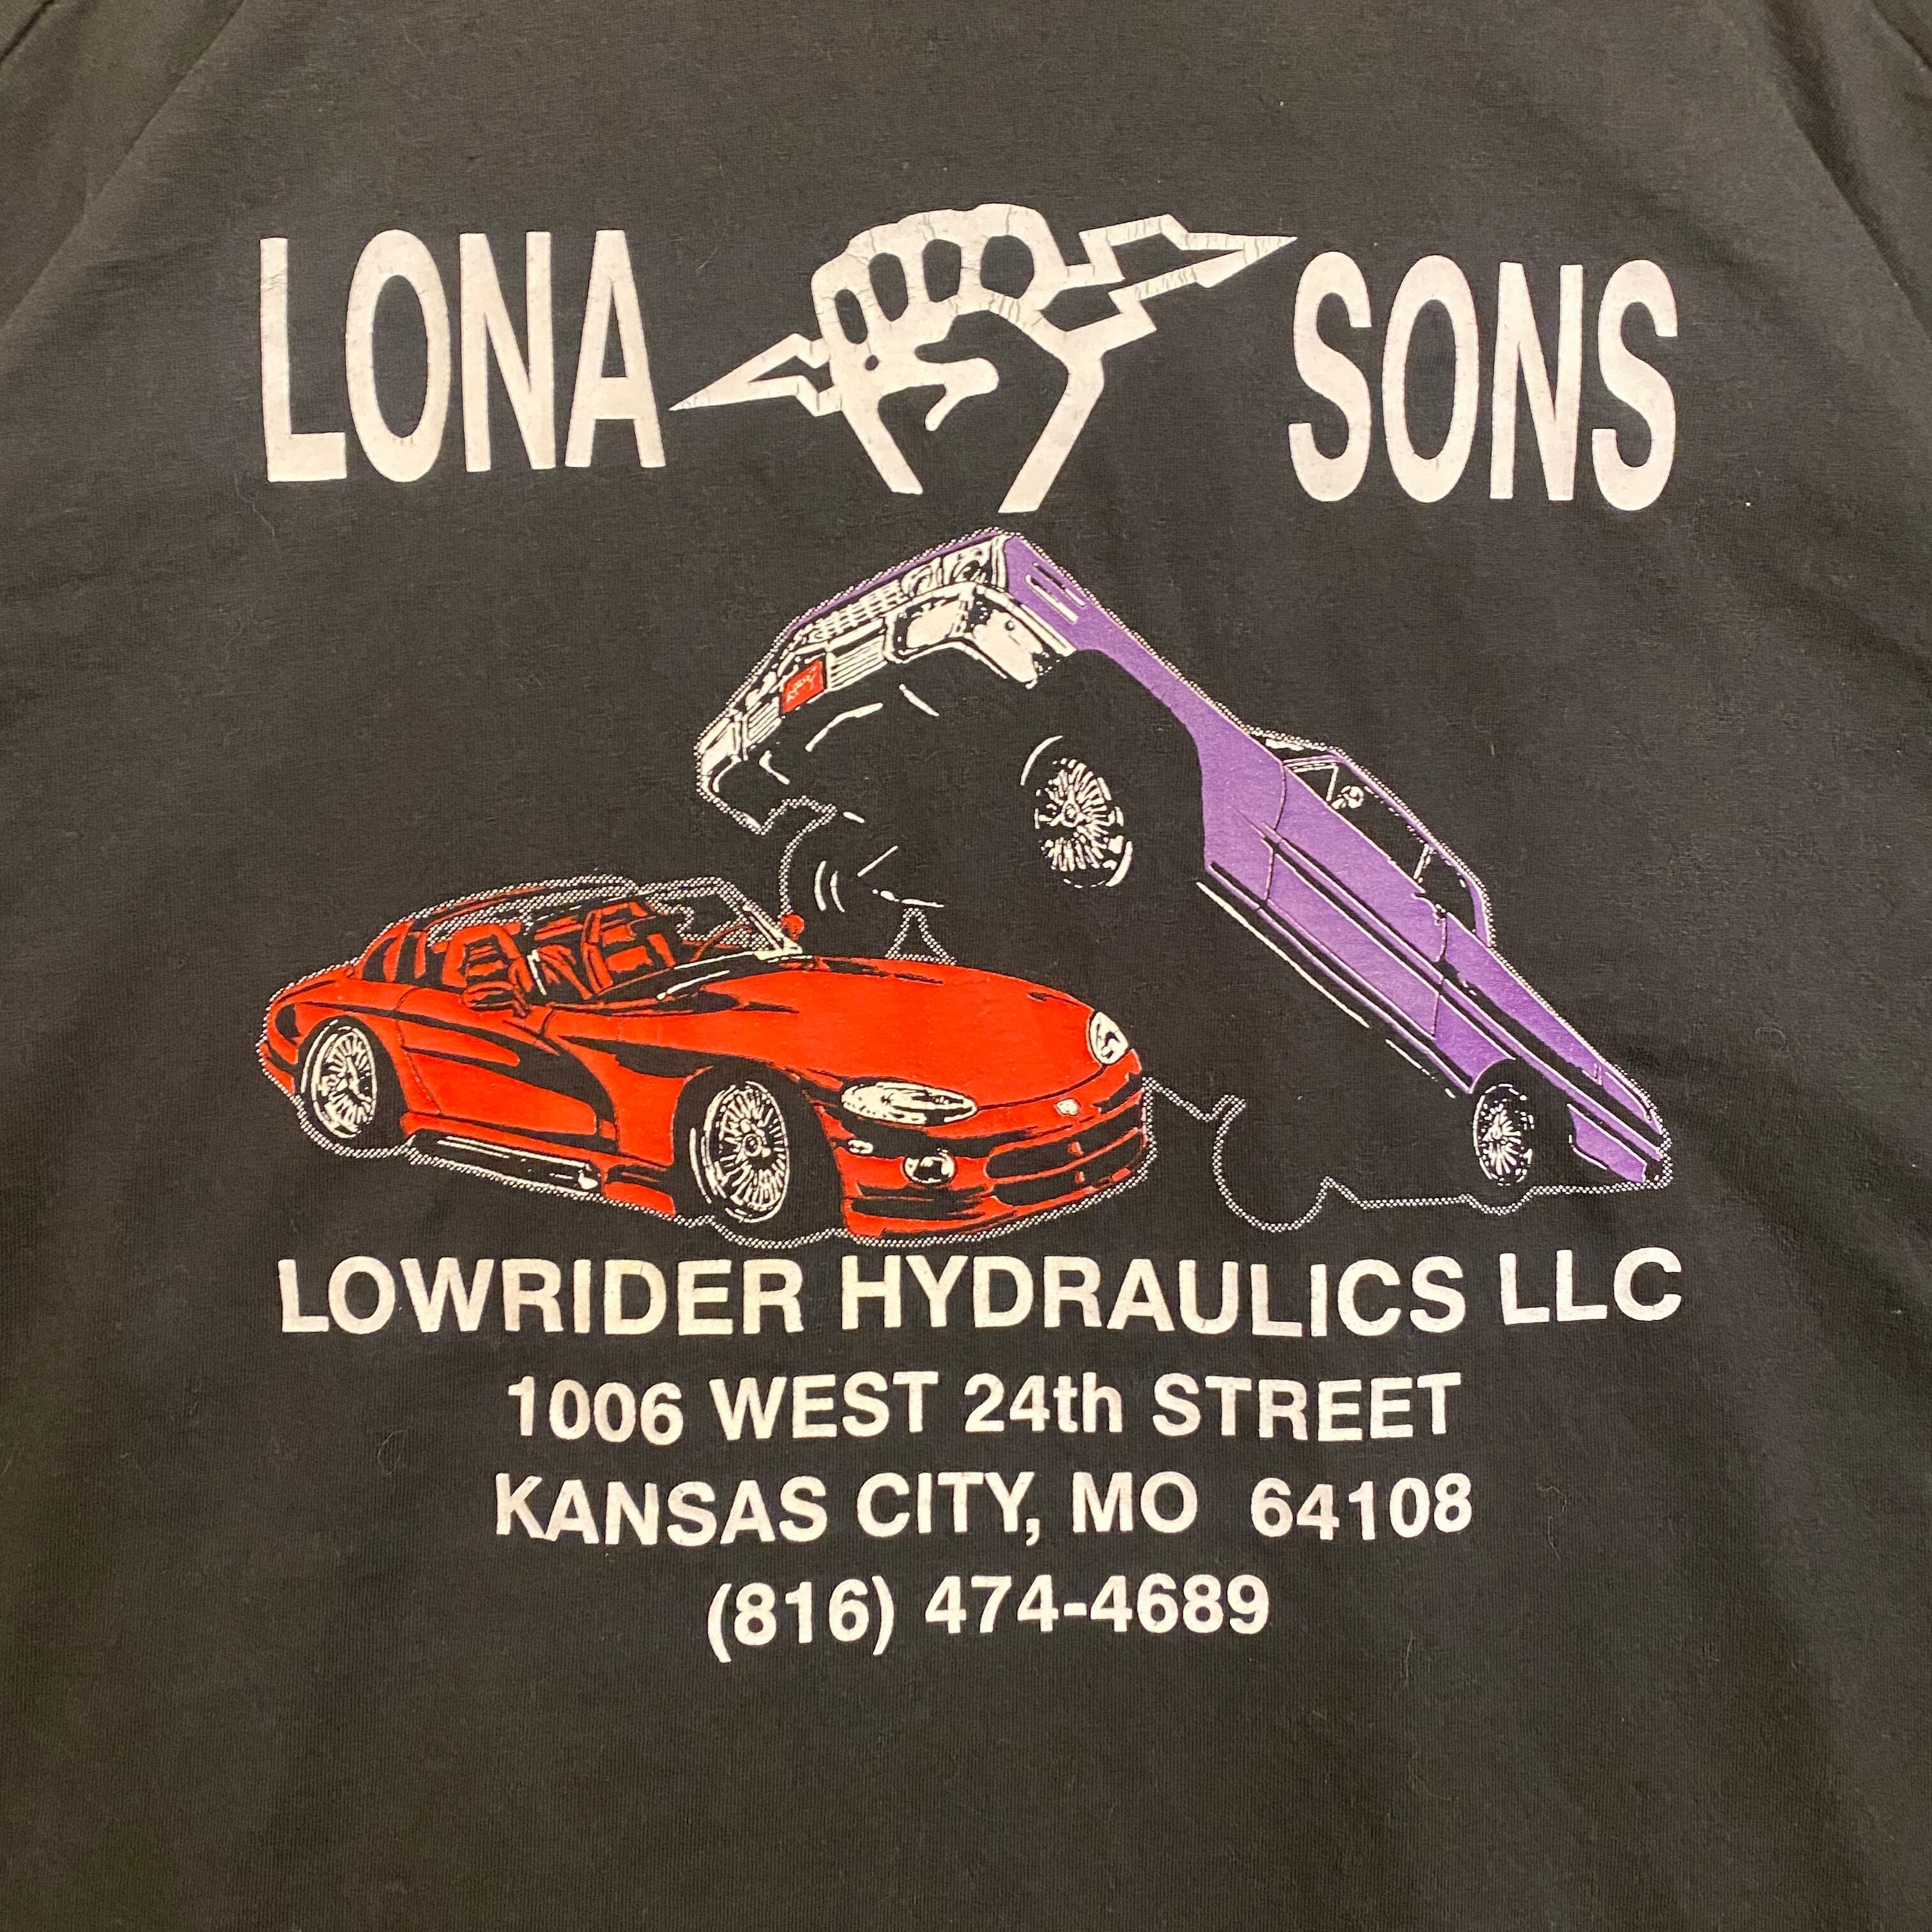 LONA SONS
LOWRIDER HYDRAULICS LLC
1006 WEST 24th STREET
KANSAS CITY, MO 64108
(816) 474-4689